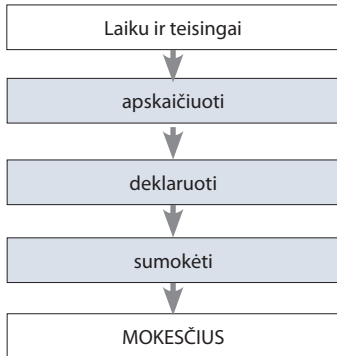 Laiku ir teisingai
apskaičiuoti
deklaruoti
sumokėti
MOKESČIUS